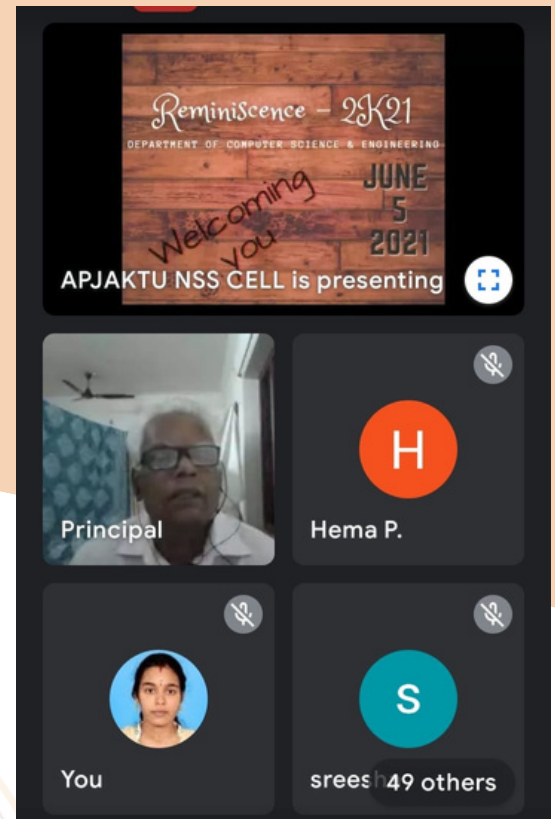 Reminiscence - 2K21
DEPARTMENT OF COMPUTER SCIENCE & ENGINEERING
JUNE
5
2021
Welcoming
you
APJAKTU NSS CELL is presenting
Principal
H
Hema P.
You
S
49 others